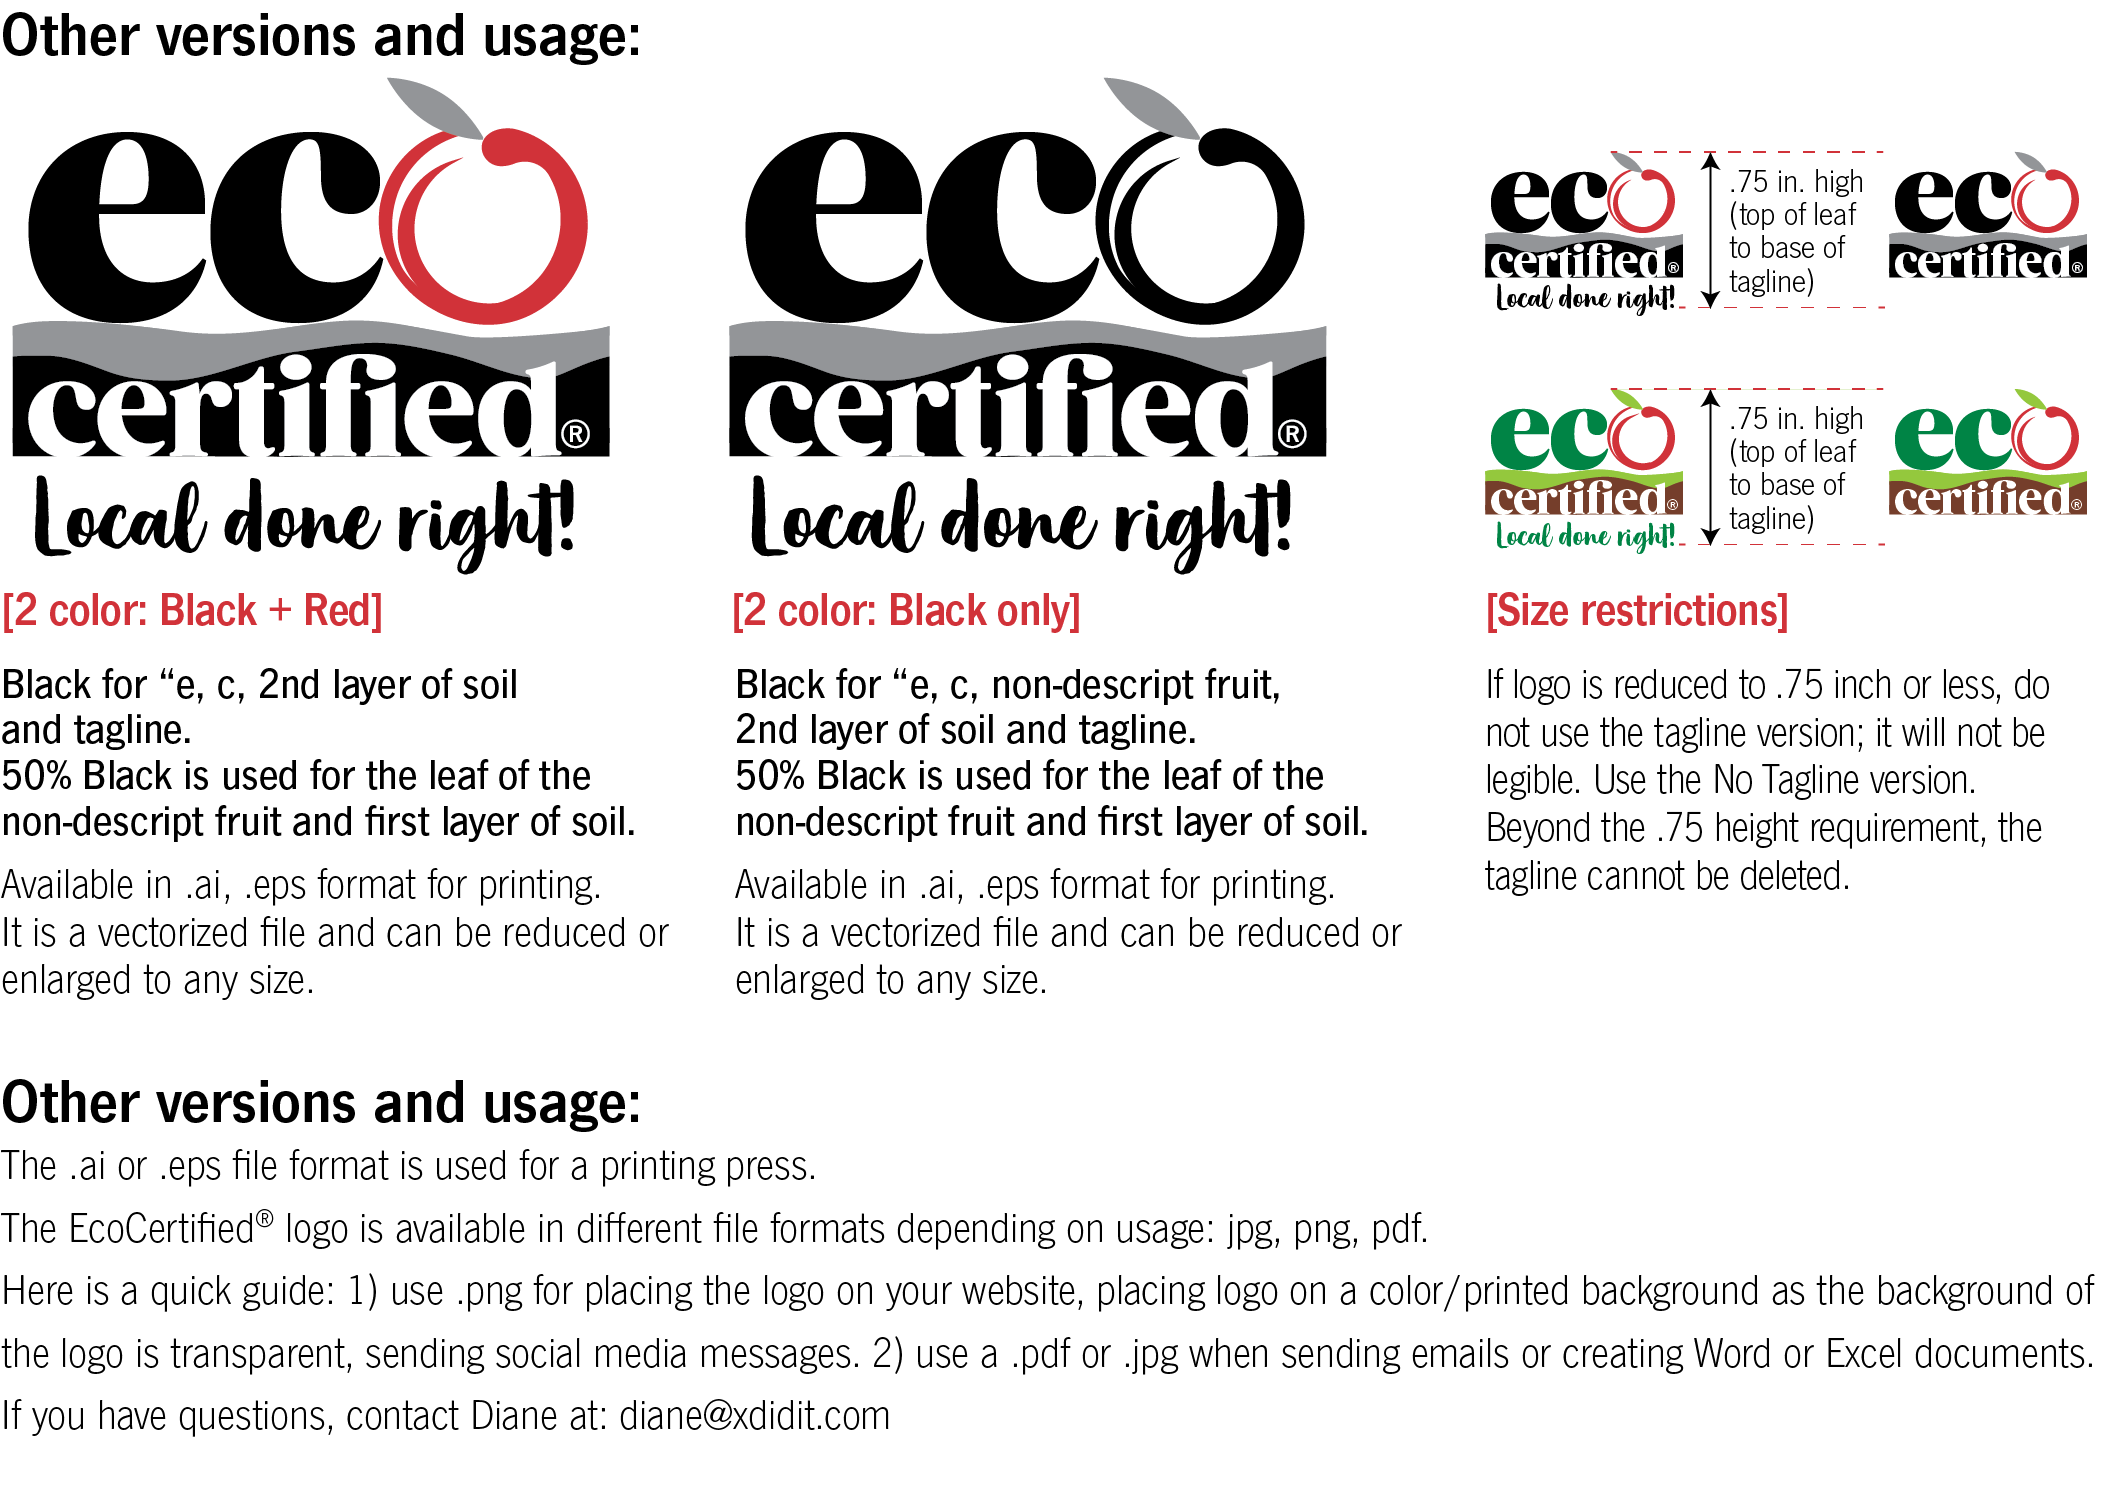 Other versions and usage:
eco
certified®
Local done right!
[2 color: Black + Red]
Black for “e, c, 2nd layer of soil
and tagline.
50% Black is used for the leaf of the
non-descript fruit and first layer of soil.
Available in .ai, .eps format for printing.
It is a vectorized file and can be reduced or
enlarged to any size.
eco
certified®
Local done right!
[2 color: Black only]
Black for “e, c, non-descript fruit,
2nd layer of soil and tagline.
50% Black is used for the leaf of the
non-descript fruit and first layer of soil.
Available in .ai, .eps format for printing.
It is a vectorized file and can be reduced or
enlarged to any size.
eco
certified®
Local done right!
.75 in. high
(top of leaf
to base of
tagline)
eco
certified®
eco
certified®
Local done right!
.75 in. high
(top of leaf
to base of
tagline)
eco
certified®
[Size restrictions]
If logo is reduced to .75 inch or less, do
not use the tagline version; it will not be
legible. Use the No Tagline version.
Beyond the .75 height requirement, the
tagline cannot be deleted.
Other versions and usage:
The .ai or .eps file format is used for a printing press.
The EcoCertified® logo is available in different file formats depending on usage: jpg, png, pdf.
Here is a quick guide: 1) use .png for placing the logo on your website, placing logo on a color/printed background as the background of
the logo is transparent, sending social media messages. 2) use a .pdf or .jpg when sending emails or creating Word or Excel documents.
If you have questions, contact Diane at: diane@xdidit.com